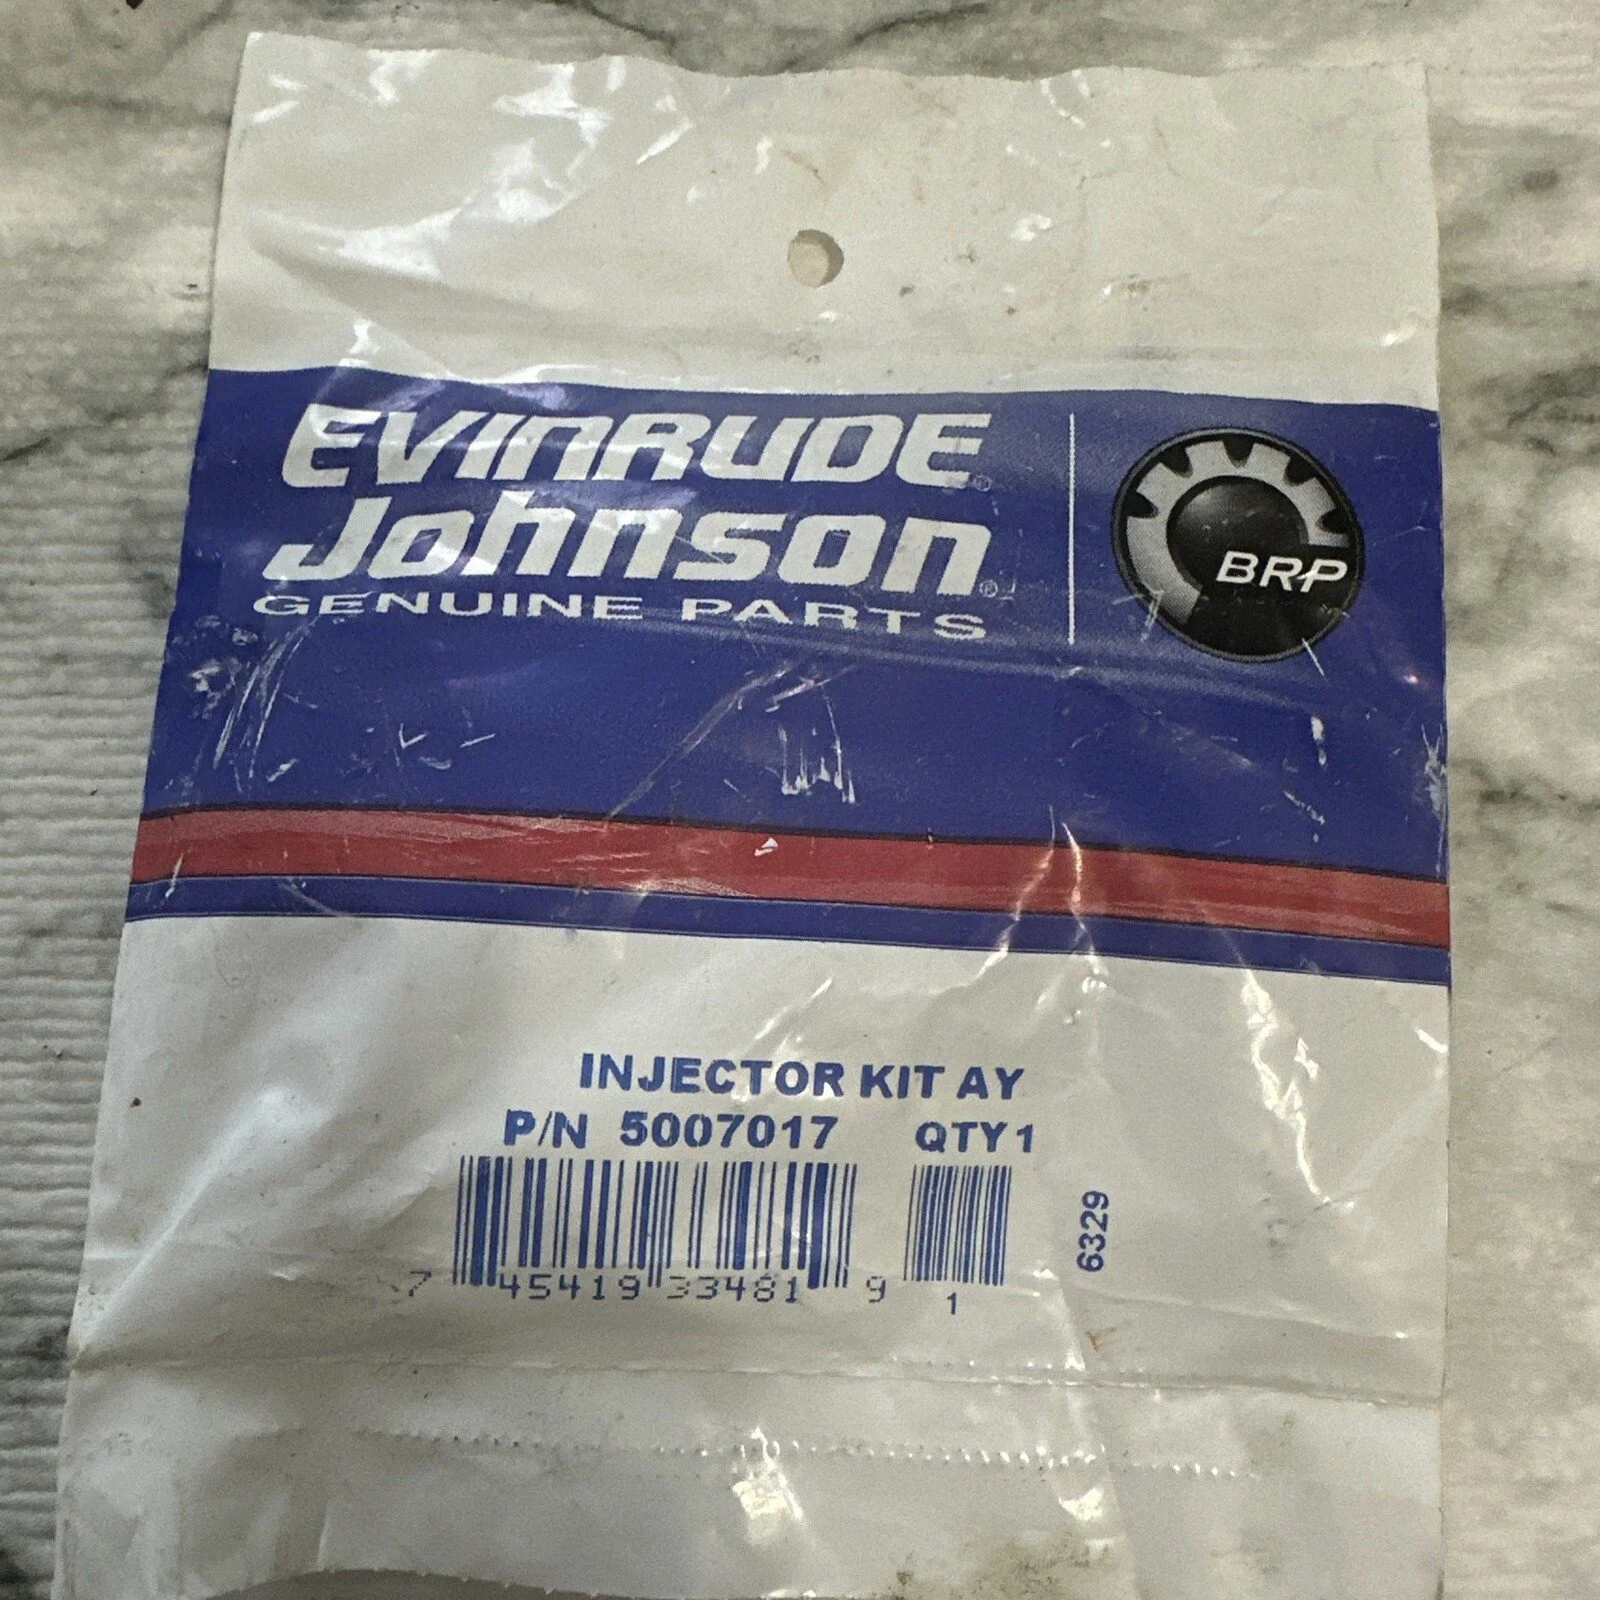 EVINRUDE®
Johnson®
GENUINE PARTS
BRP
INJECTOR KIT AY
P/N 5007017 QTY 1
7 45419 33481 9
1
6329